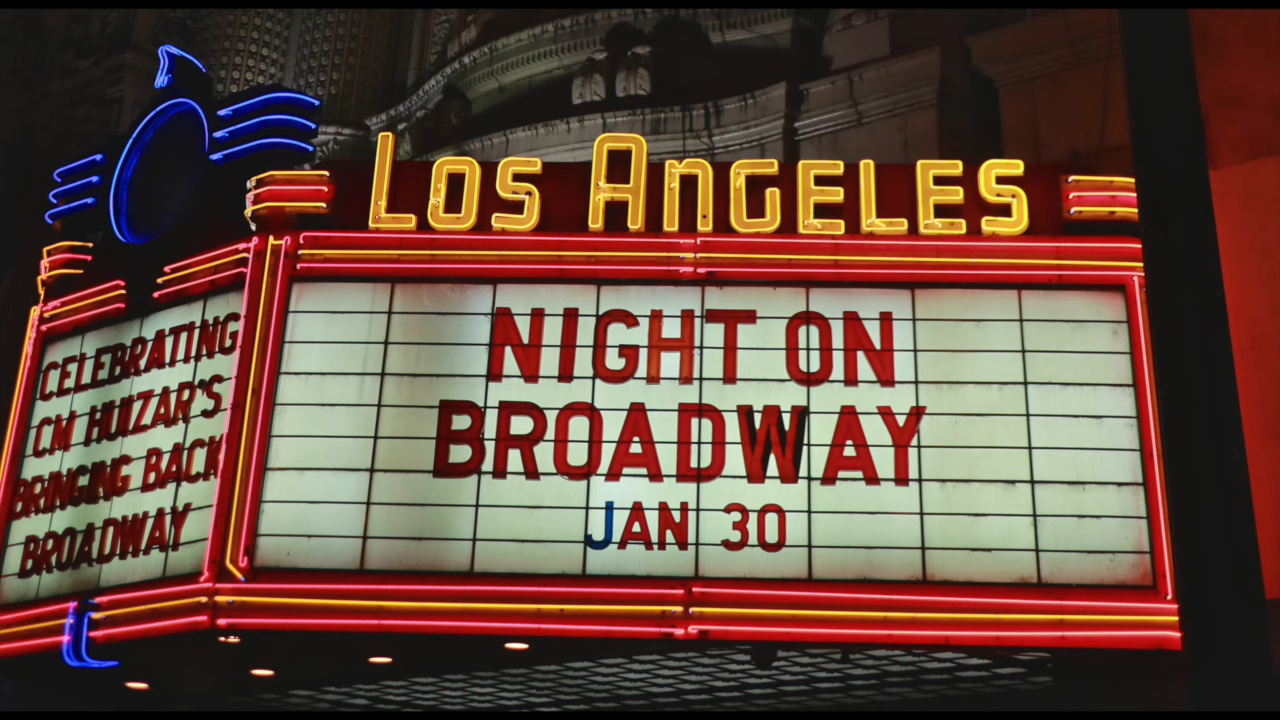 LOS ANGELES
NIGHT ON
BROADWAY
JAN 30
CELEBRATING
CM HUIZAR'S
BRINGING BACK
BROADWAY